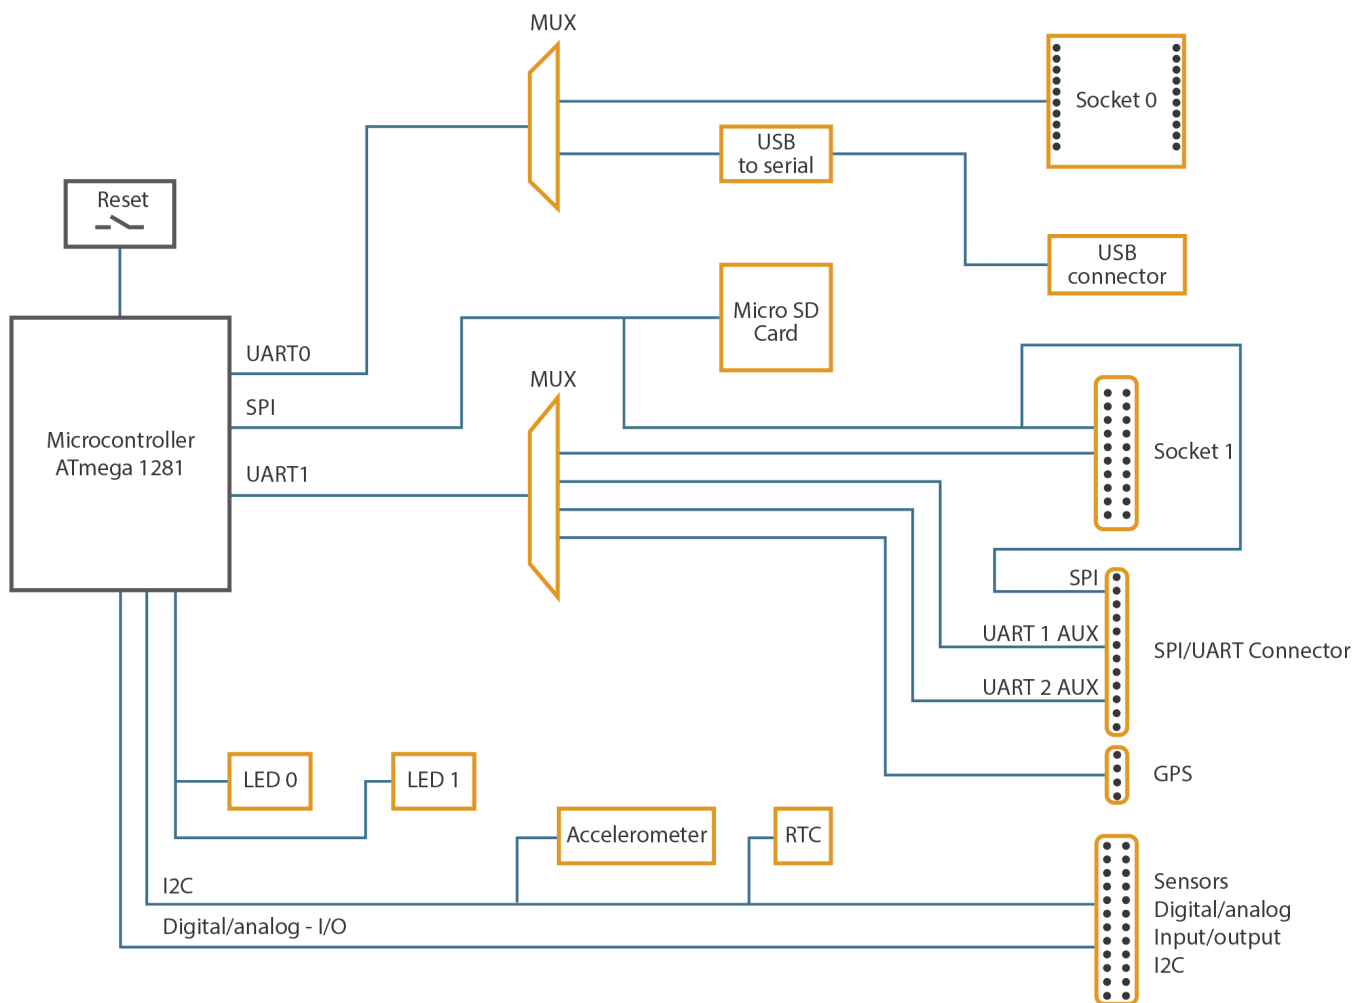 MUX
Socket 0
USB
to serial
Reset
USB
connector
Micro SD
Card
UART0
MUX
SPI
Microcontroller
ATmega 1281
Socket 1
UART1
SPI
UART 1 AUX
SPI/UART Connector
UART 2 AUX
GPS
LED 0
LED 1
Accelerometer
RTC
I2C
Digital/analog - I/O
Sensors
Digital/analog
Input/output
I2C